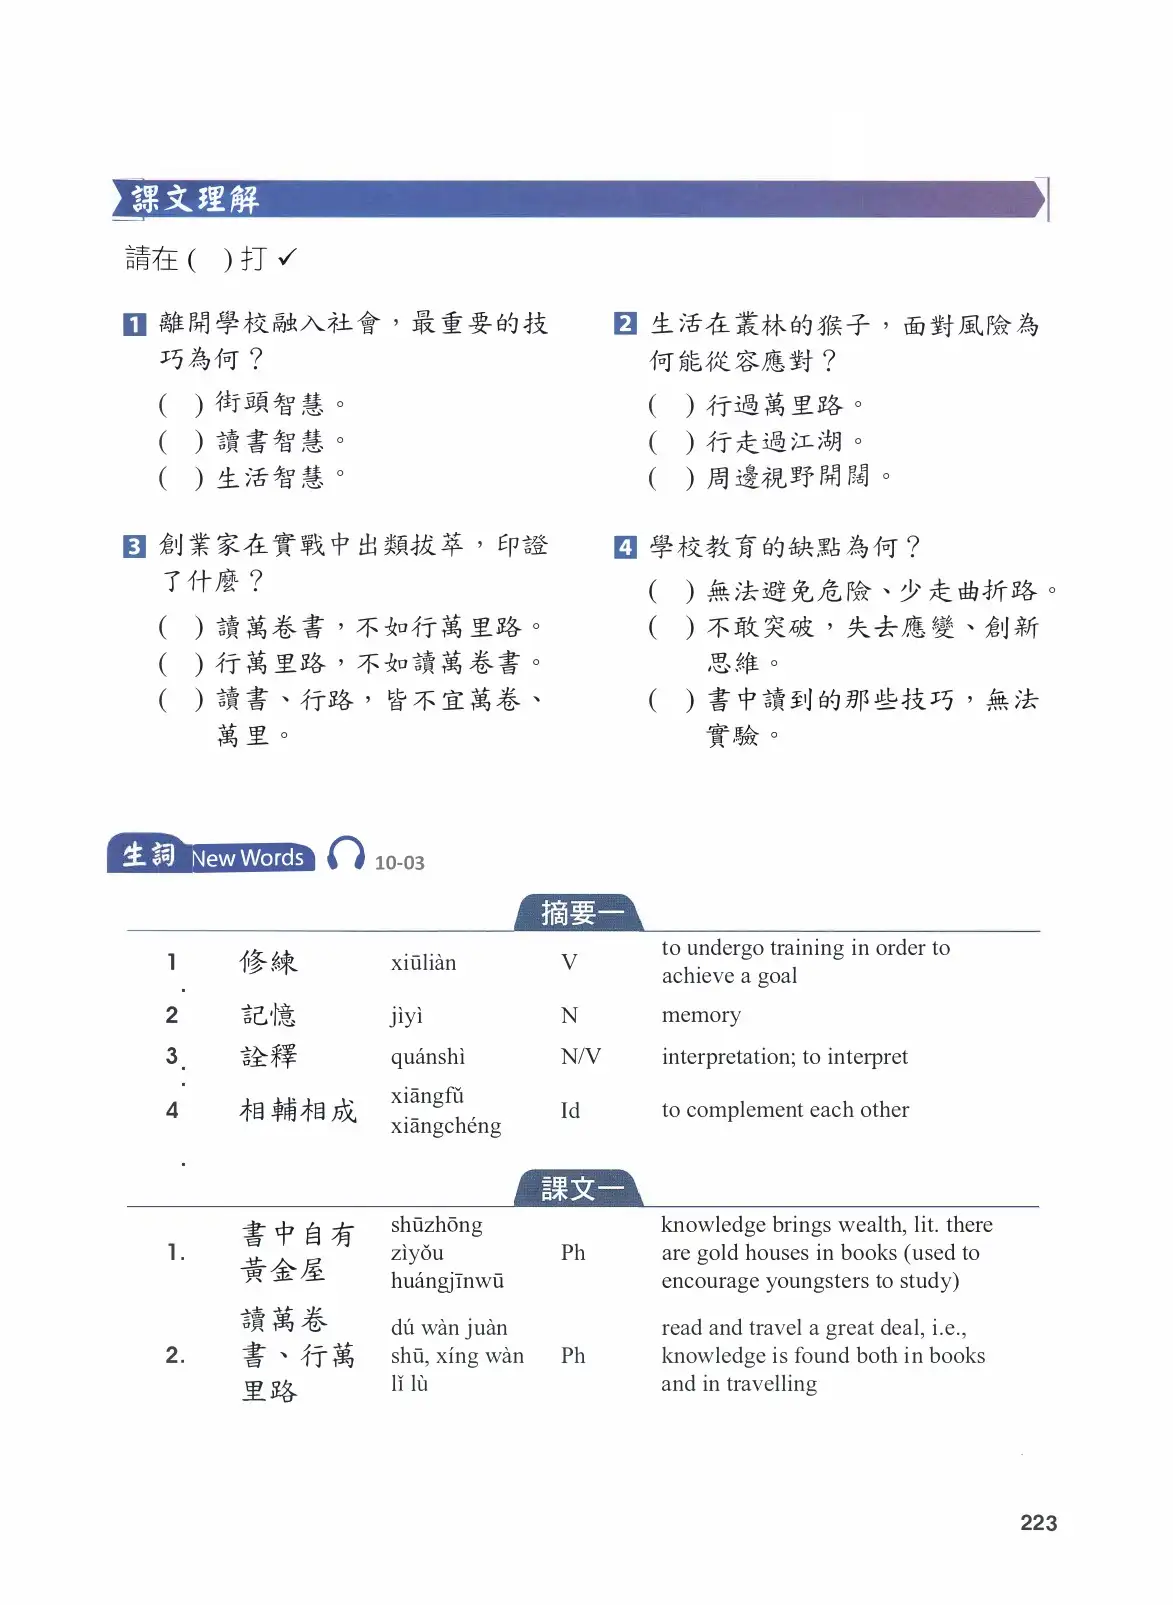 課文理解
請在 ( ) 打 ✓
1 離開學校融入社會，最重要的技
巧為何？
( ) 街頭智慧。
( ) 讀書智慧。
( ) 生活智慧。
2 生活在叢林的猴子，面對風險為
何能從容應對？
( ) 行過萬里路。
( ) 行走過江湖。
( ) 周邊視野開闊。
3 創業家在實戰中出類拔萃，印證
了什麼？
( ) 讀萬卷書，不如行萬里路。
( ) 行萬里路，不如讀萬卷書。
( ) 讀書、行路，皆不宜萬卷、
萬里。
4 學校教育的缺點為何？
( ) 無法避免危險、少走曲折路。
( ) 不敢突破，失去應變、創新
思維。
( ) 書中讀到的那些技巧，無法
實驗。
生詞 New Words 10-03
摘要一
1. 修練 xiūliàn V to undergo training in order to
achieve a goal
2. 記憶 jìyì N memory
3. 詮釋 quánshì N/V interpretation; to interpret
4. 相輔相成 xiāngfǔ
xiāngchéng Id to complement each other
課文一
1. 書中自有
黃金屋 shūzhōng
zìyǒu
huángjīnwū Ph knowledge brings wealth, lit. there
are gold houses in books (used to
encourage youngsters to study)
2. 讀萬卷
書、行萬
里路 dú wàn juàn
shū, xíng wàn
lǐ lù Ph read and travel a great deal, i.e.,
knowledge is found both in books
and in travelling
223